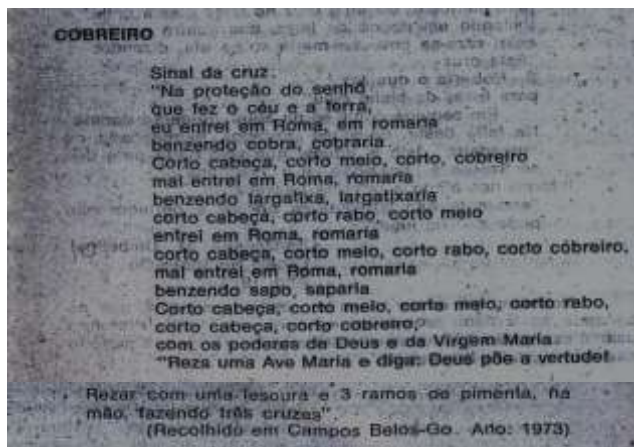 COBREIRO
Sinal da cruz.
"Na proteção do senhô
que fez o céu e a terra,
eu entrei em Roma, em romaria
benzendo cobra, cobraria.
Corto cabeça, corto meio, corto, cobreiro
mal entrei em Roma, romaria
benzendo largatixa, largatixaria
corto cabeça, corto rabo, corto meio
entrei em Roma, romaria
corto cabeça, corto meio, corto rabo, corto cobreiro,
mal entrei em Roma, romaria
benzendo sapo, saparia
Corto cabeça, corto meio, corto meio, corto rabo,
corto cabeça, corto cobreiro,
com os poderes de Deus e da Virgem Maria
"Reza uma Ave Maria e diga: Deus põe a vertude!
Rezar com uma tesoura e 3 ramos de pimenta, na
mão, fazendo três cruzes".
(Recolhido em Campos Belos-Go. Ano: 1973)